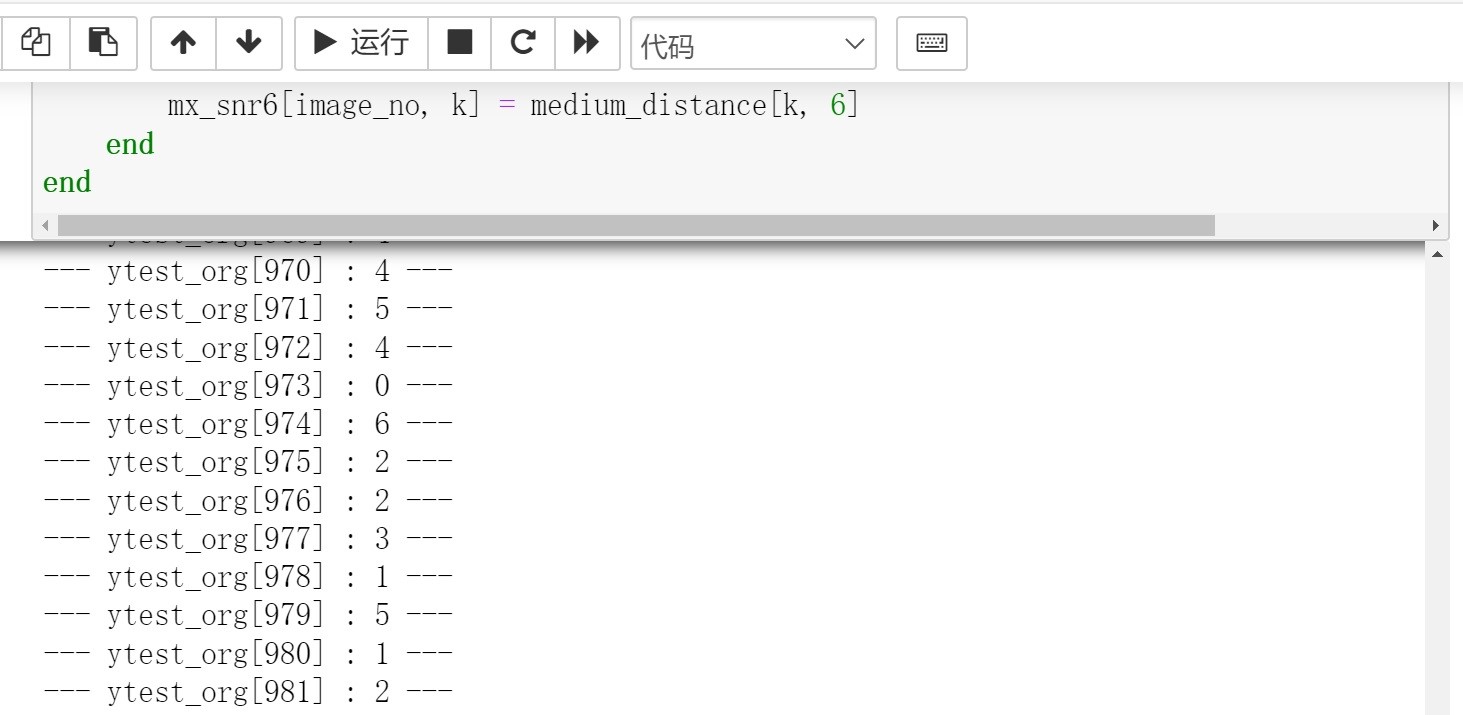 运行
代码
mx_snr6[image_no, k] = medium_distance[k, 6]
end
end
--- ytest_org[970] : 4 ---
--- ytest_org[971] : 5 ---
--- ytest_org[972] : 4 ---
--- ytest_org[973] : 0 ---
--- ytest_org[974] : 6 ---
--- ytest_org[975] : 2 ---
--- ytest_org[976] : 2 ---
--- ytest_org[977] : 3 ---
--- ytest_org[978] : 1 ---
--- ytest_org[979] : 5 ---
--- ytest_org[980] : 1 ---
--- ytest_org[981] : 2 ---